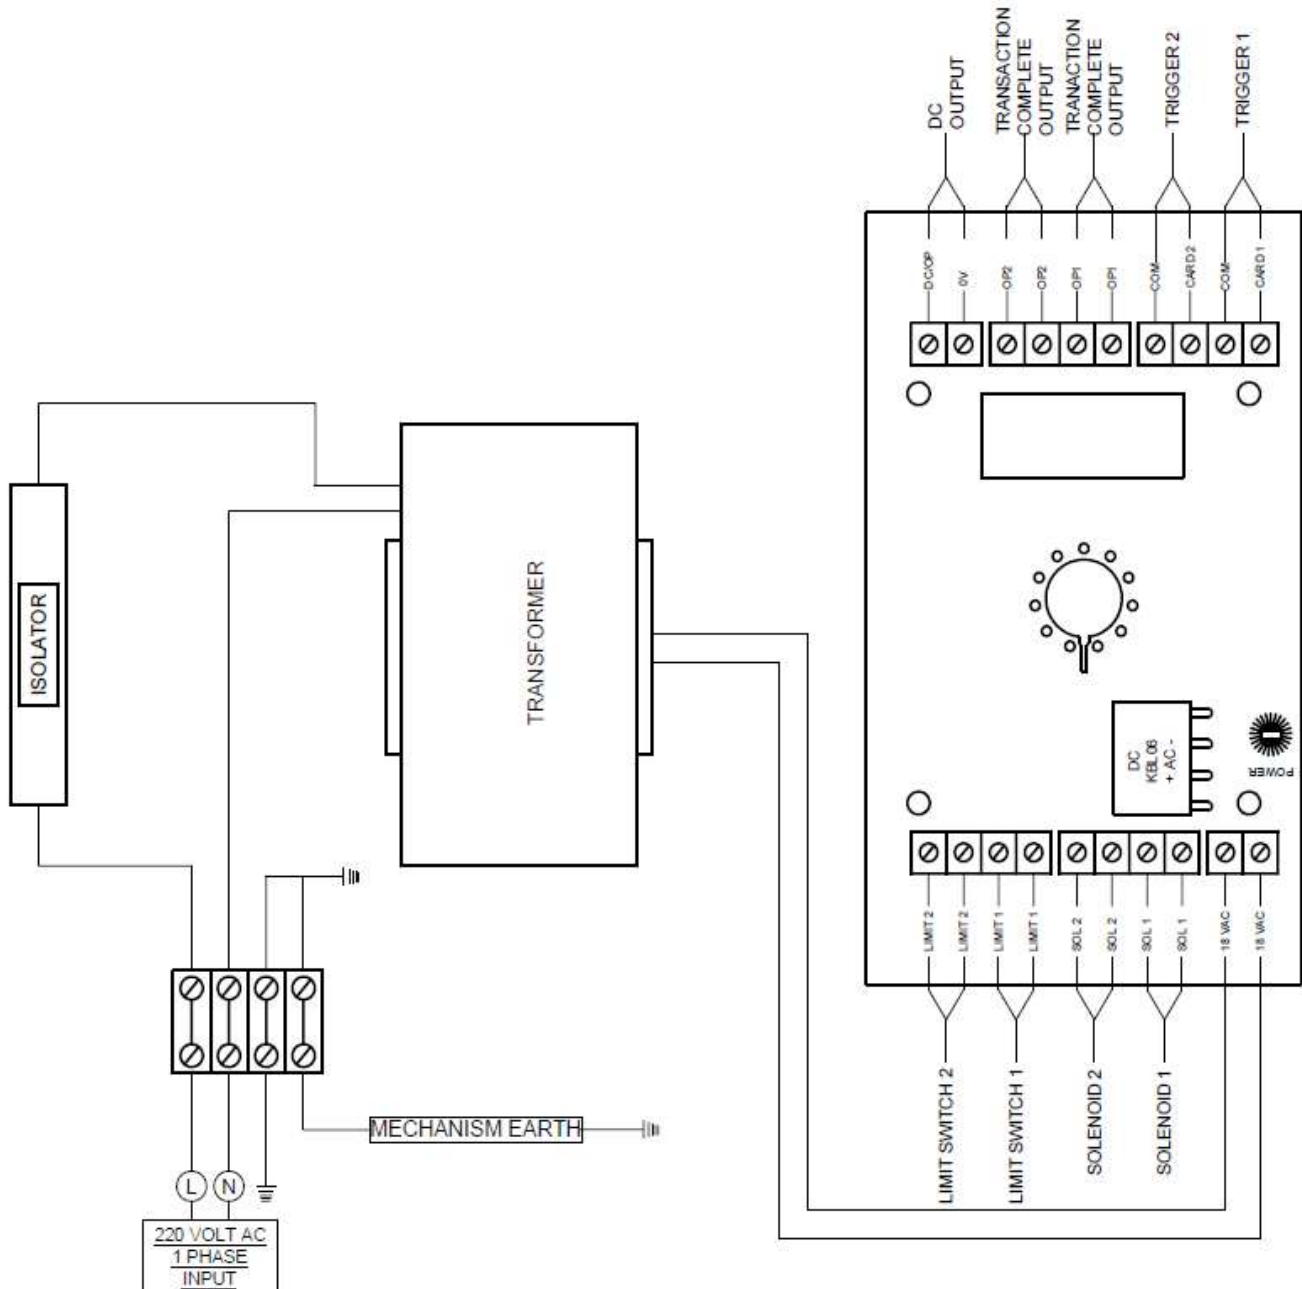 DC
OUTPUT
TRANSACTION
COMPLETE
OUTPUT
TRANACTION
COMPLETE
OUTPUT
TRIGGER 2
TRIGGER 1
DC/OP
0V
OP2
OP2
OP1
OP1
COM
CARD 2
COM
CARD 1
ISOLATOR
TRANSFORMER
DC
KBL06
+ AC -
POWER
LIMIT 2
LIMIT 2
LIMIT 1
LIMIT 1
SOL 2
SOL 2
SOL 1
SOL 1
18 VAC
18 VAC
LIMIT SWITCH 2
LIMIT SWITCH 1
SOLENOID 2
SOLENOID 1
MECHANISM EARTH
L
N
220 VOLT AC
1 PHASE
INPUT